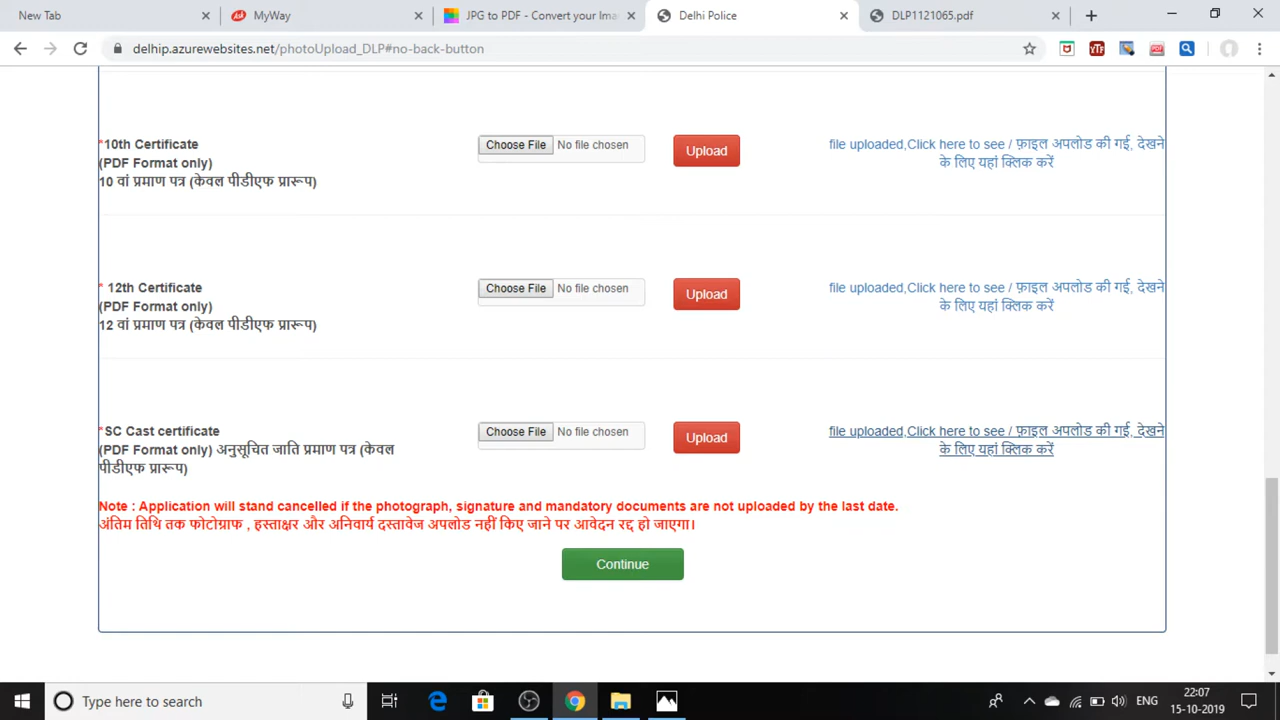 New Tab
MyWay
JPG to PDF - Convert your Ima
Delhi Police
DLP1121065.pdf
delhip.azurewebsites.net/photoUpload_DLP#no-back-button
*10th Certificate
(PDF Format only)
10 वां प्रमाण पत्र (केवल पीडीएफ प्रारूप)
Choose File No file chosen
Upload
file uploaded,Click here to see / फ़ाइल अपलोड की गई, देखने
के लिए यहां क्लिक करें
* 12th Certificate
(PDF Format only)
12 वां प्रमाण पत्र (केवल पीडीएफ प्रारूप)
Choose File No file chosen
Upload
file uploaded,Click here to see / फ़ाइल अपलोड की गई, देखने
के लिए यहां क्लिक करें
*SC Cast certificate
(PDF Format only) अनुसूचित जाति प्रमाण पत्र (केवल
पीडीएफ प्रारूप)
Choose File No file chosen
Upload
file uploaded,Click here to see / फ़ाइल अपलोड की गई, देखने
के लिए यहां क्लिक करें
Note : Application will stand cancelled if the photograph, signature and mandatory documents are not uploaded by the last date.
अंतिम तिथि तक फोटोग्राफ , हस्ताक्षर और अनिवार्य दस्तावेज अपलोड नहीं किए जाने पर आवेदन रद्द हो जाएगा।
Continue
Type here to search
ENG
22:07
15-10-2019